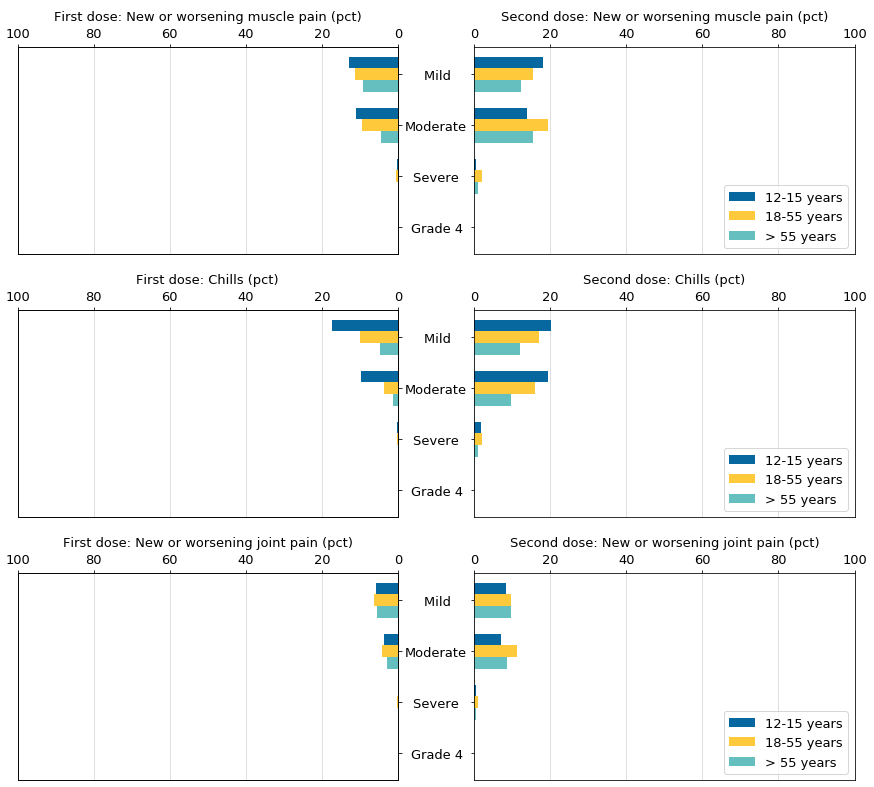 First dose: New or worsening muscle pain (pct)
Second dose: New or worsening muscle pain (pct)
100 80 60 40 20 0
0 20 40 60 80 100
Mild
Moderate
Severe
Grade 4
12-15 years
18-55 years
> 55 years
First dose: Chills (pct)
Second dose: Chills (pct)
100 80 60 40 20 0
0 20 40 60 80 100
Mild
Moderate
Severe
Grade 4
12-15 years
18-55 years
> 55 years
First dose: New or worsening joint pain (pct)
Second dose: New or worsening joint pain (pct)
100 80 60 40 20 0
0 20 40 60 80 100
Mild
Moderate
Severe
Grade 4
12-15 years
18-55 years
> 55 years